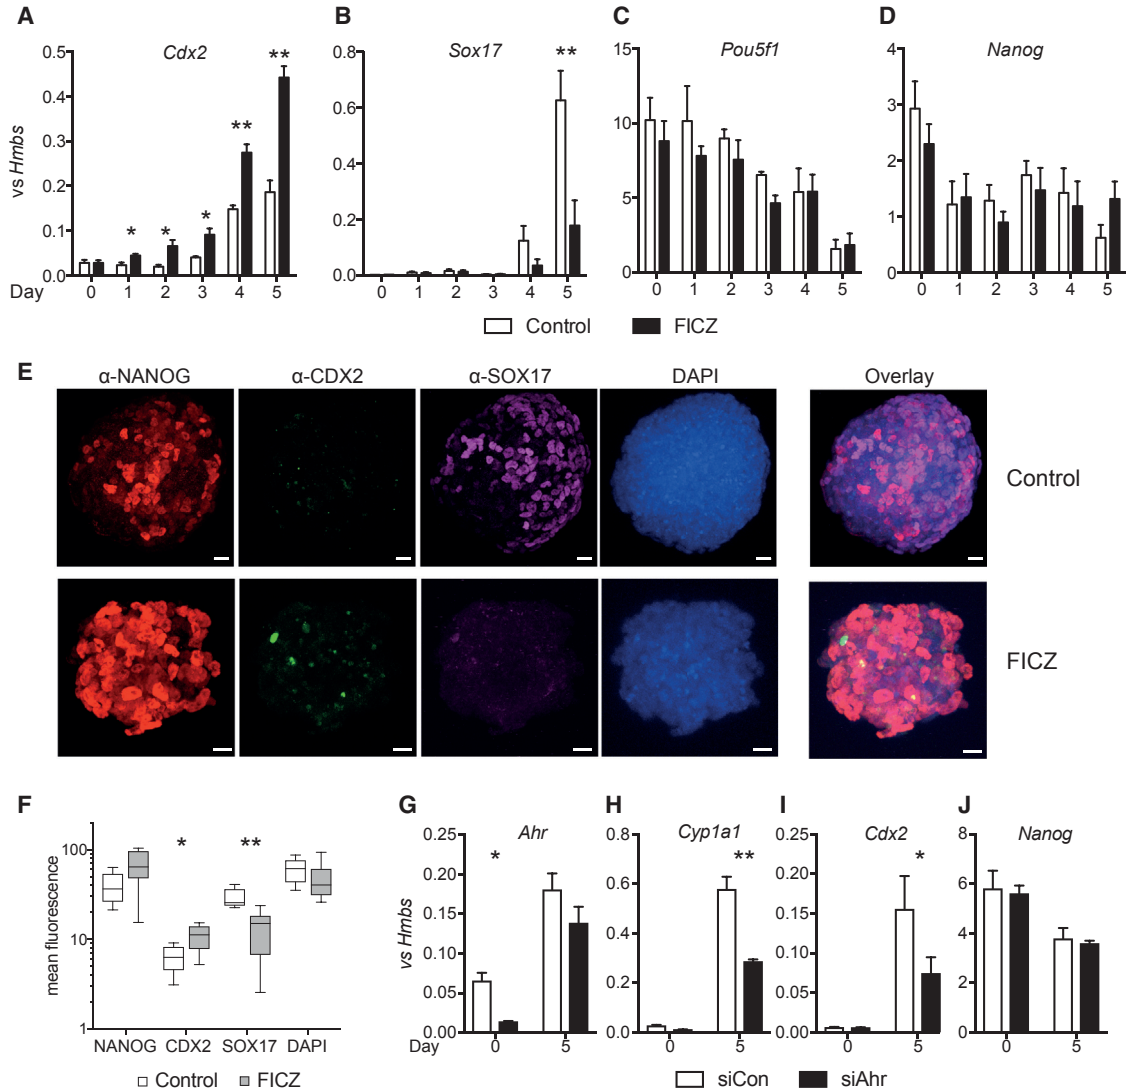 A B C D
Cdx2 Sox17 Pou5f1 Nanog
vs Hmbs
0.5 0.4 0.3 0.2 0.1 0.0
* * * ** **
Day 0 1 2 3 4 5
0.8 0.6 0.4 0.2 0.0
**
0 1 2 3 4 5
15 10 5 0
0 1 2 3 4 5
4 3 2 1 0
0 1 2 3 4 5
Control FICZ
E
α-NANOG α-CDX2 α-SOX17 DAPI Overlay
Control
FICZ
F
mean fluorescence
100 10 1
* **
NANOG CDX2 SOX17 DAPI
Control FICZ
G H I J
Ahr Cyp1a1 Cdx2 Nanog
vs Hmbs
0.25 0.20 0.15 0.10 0.05 0.00
*
Day 0 5
0.8 0.6 0.4 0.2 0.0
**
0 5
0.25 0.20 0.15 0.10 0.05 0.00
*
0 5
8 6 4 2 0
0 5
siCon siAhr